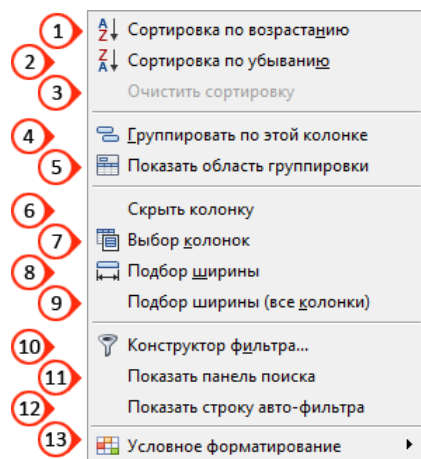 1 Сортировка по возрастанию
2 Сортировка по убыванию
3 Очистить сортировку
4 Группировать по этой колонке
5 Показать область группировки
6 Скрыть колонку
7 Выбор колонок
8 Подбор ширины
9 Подбор ширины (все колонки)
10 Конструктор фильтра...
11 Показать панель поиска
12 Показать строку авто-фильтра
13 Условное форматирование